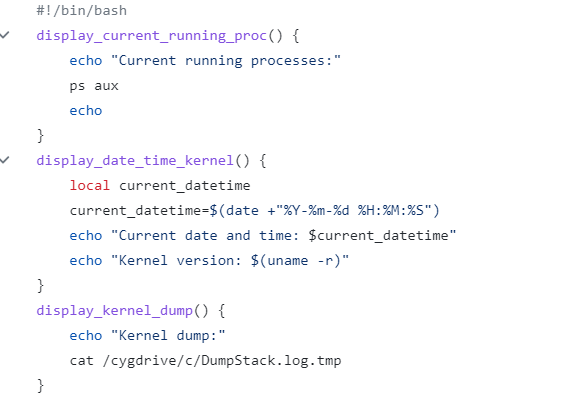 #!/bin/bash
display_current_running_proc() {
    echo "Current running processes:"
    ps aux
    echo
}
display_date_time_kernel() {
    local current_datetime
    current_datetime=$(date +"%Y-%m-%d %H:%M:%S")
    echo "Current date and time: $current_datetime"
    echo "Kernel version: $(uname -r)"
}
display_kernel_dump() {
    echo "Kernel dump:"
    cat /cygdrive/c/DumpStack.log.tmp
}